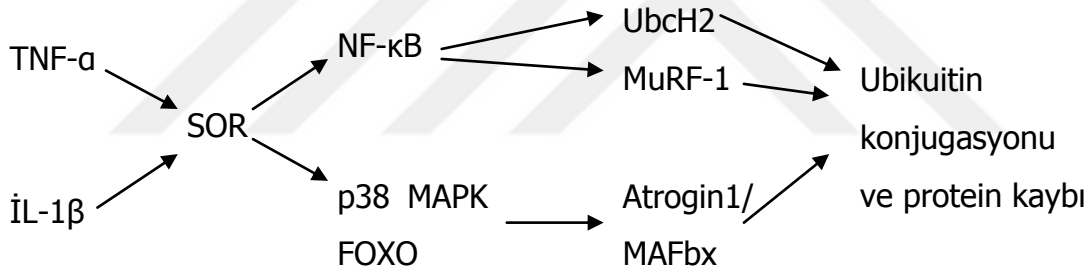 TNF-α
İL-1β
SOR
NF-κB
p38 MAPK
FOXO
UbcH2
MuRF-1
Atrogin1/
MAFbx
Ubikuitin
konjugasyonu
ve protein kaybı